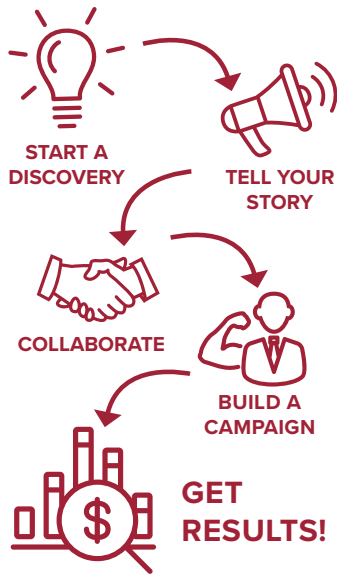 START A
DISCOVERY
TELL YOUR
STORY
COLLABORATE
BUILD A
CAMPAIGN
$
GET
RESULTS!